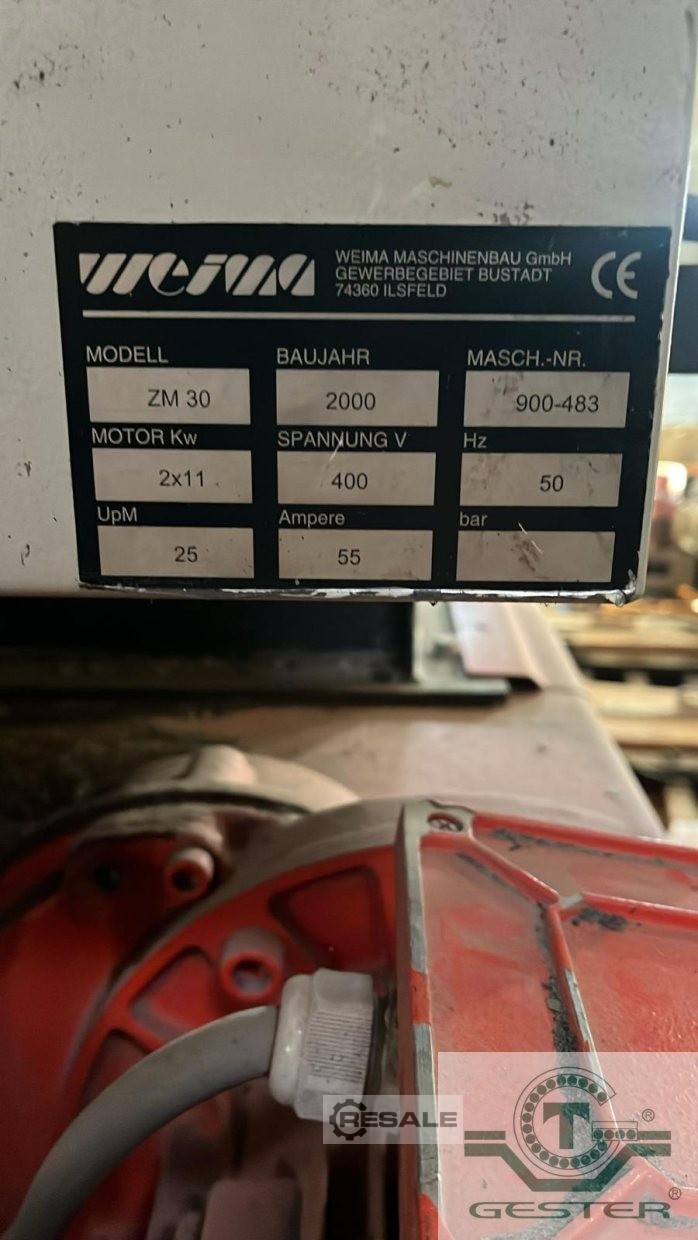 weima
WEIMA MASCHINENBAU GmbH
GEWERBEGEBIET BUSTADT
74360 ILSFELD
CE
MODELL BAUJAHR MASCH.-NR.
ZM 30 2000 900-483
MOTOR Kw SPANNUNG V Hz
2x11 400 50
UpM Ampere bar
25 55
RESALE
GESTER ®
®